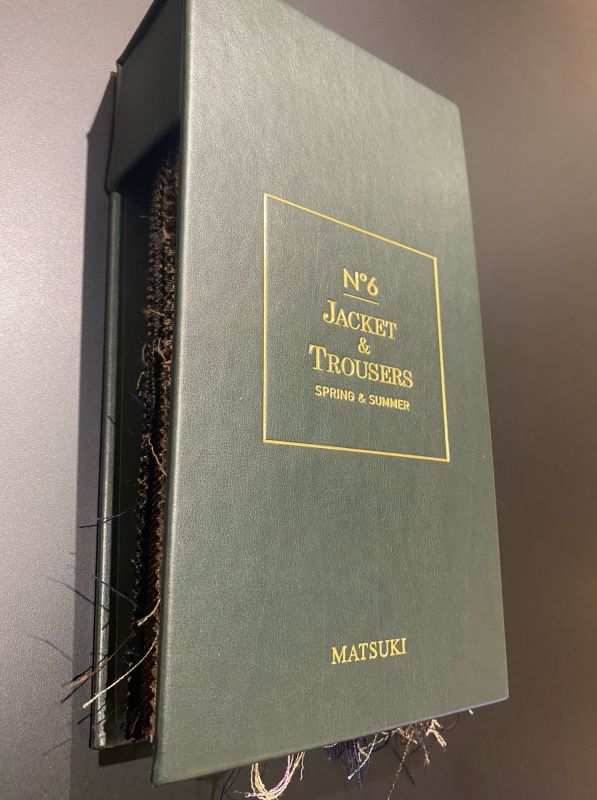 Nº6
JACKET
&
TROUSERS
SPRING & SUMMER
MATSUKI